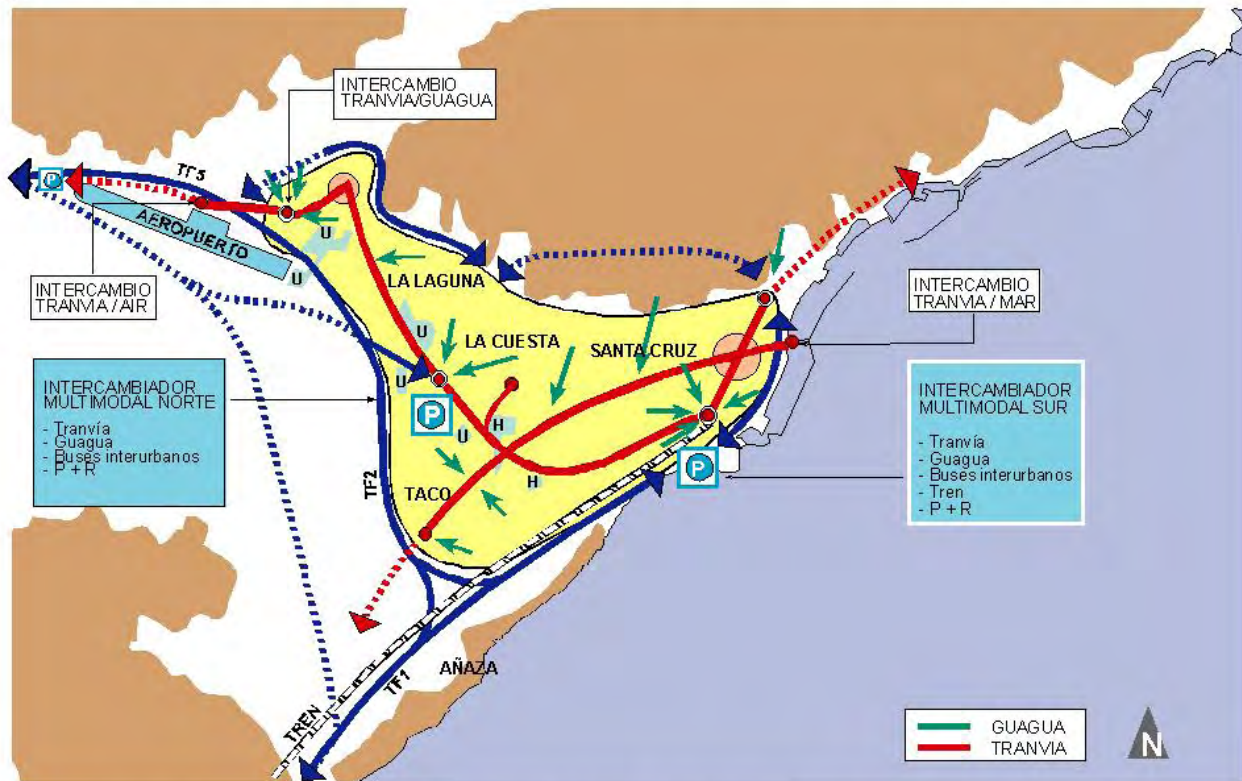 INTERCAMBIO
TRANVIA/GUAGUA
TF5
P
AEROPUERTO
U
U
LA LAGUNA
INTERCAMBIO
TRANVIA / AIR
INTERCAMBIO
TRANVIA / MAR
U
LA CUESTA
SANTA CRUZ
U
INTERCAMBIADOR
MULTIMODAL NORTE
- Tranvía
- Guagua
- Buses interurbanos
- P + R
P
U
H
H
TF2
TACO
P
INTERCAMBIADOR
MULTIMODAL SUR
- Tranvía
- Guagua
- Buses interurbanos
- Tren
- P + R
AÑAZA
TF1
TREN
GUAGUA
TRANVIA
N